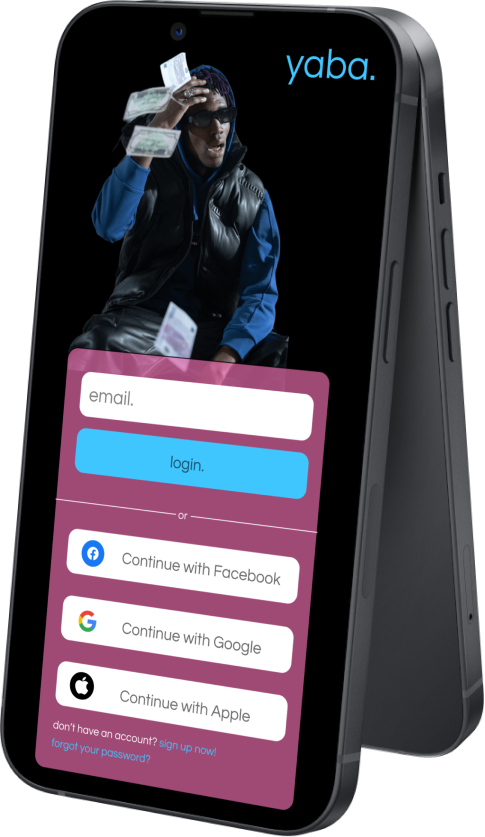 yaba.
email.
login.
or
Continue with Facebook
Continue with Google
Continue with Apple
don't have an account? sign up now!
forgot your password?